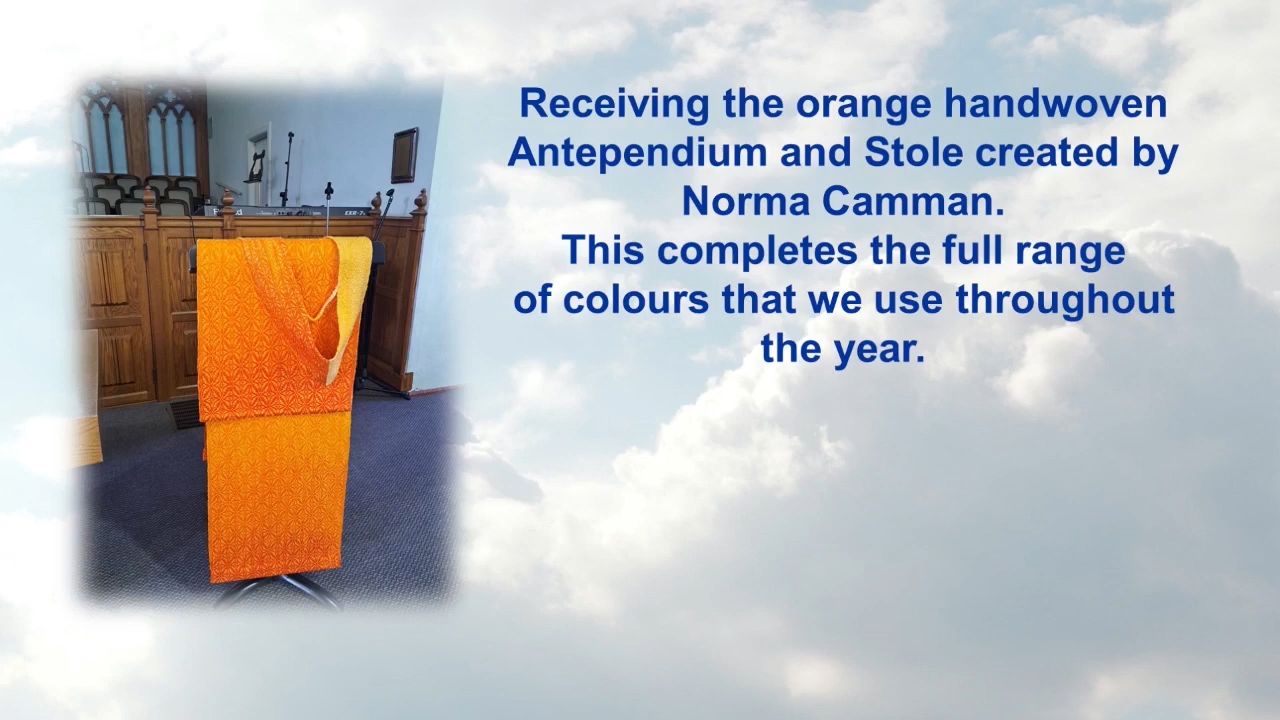 Receiving the orange handwoven
Antependium and Stole created by
Norma Camman.
This completes the full range
of colours that we use throughout
the year.
Roland